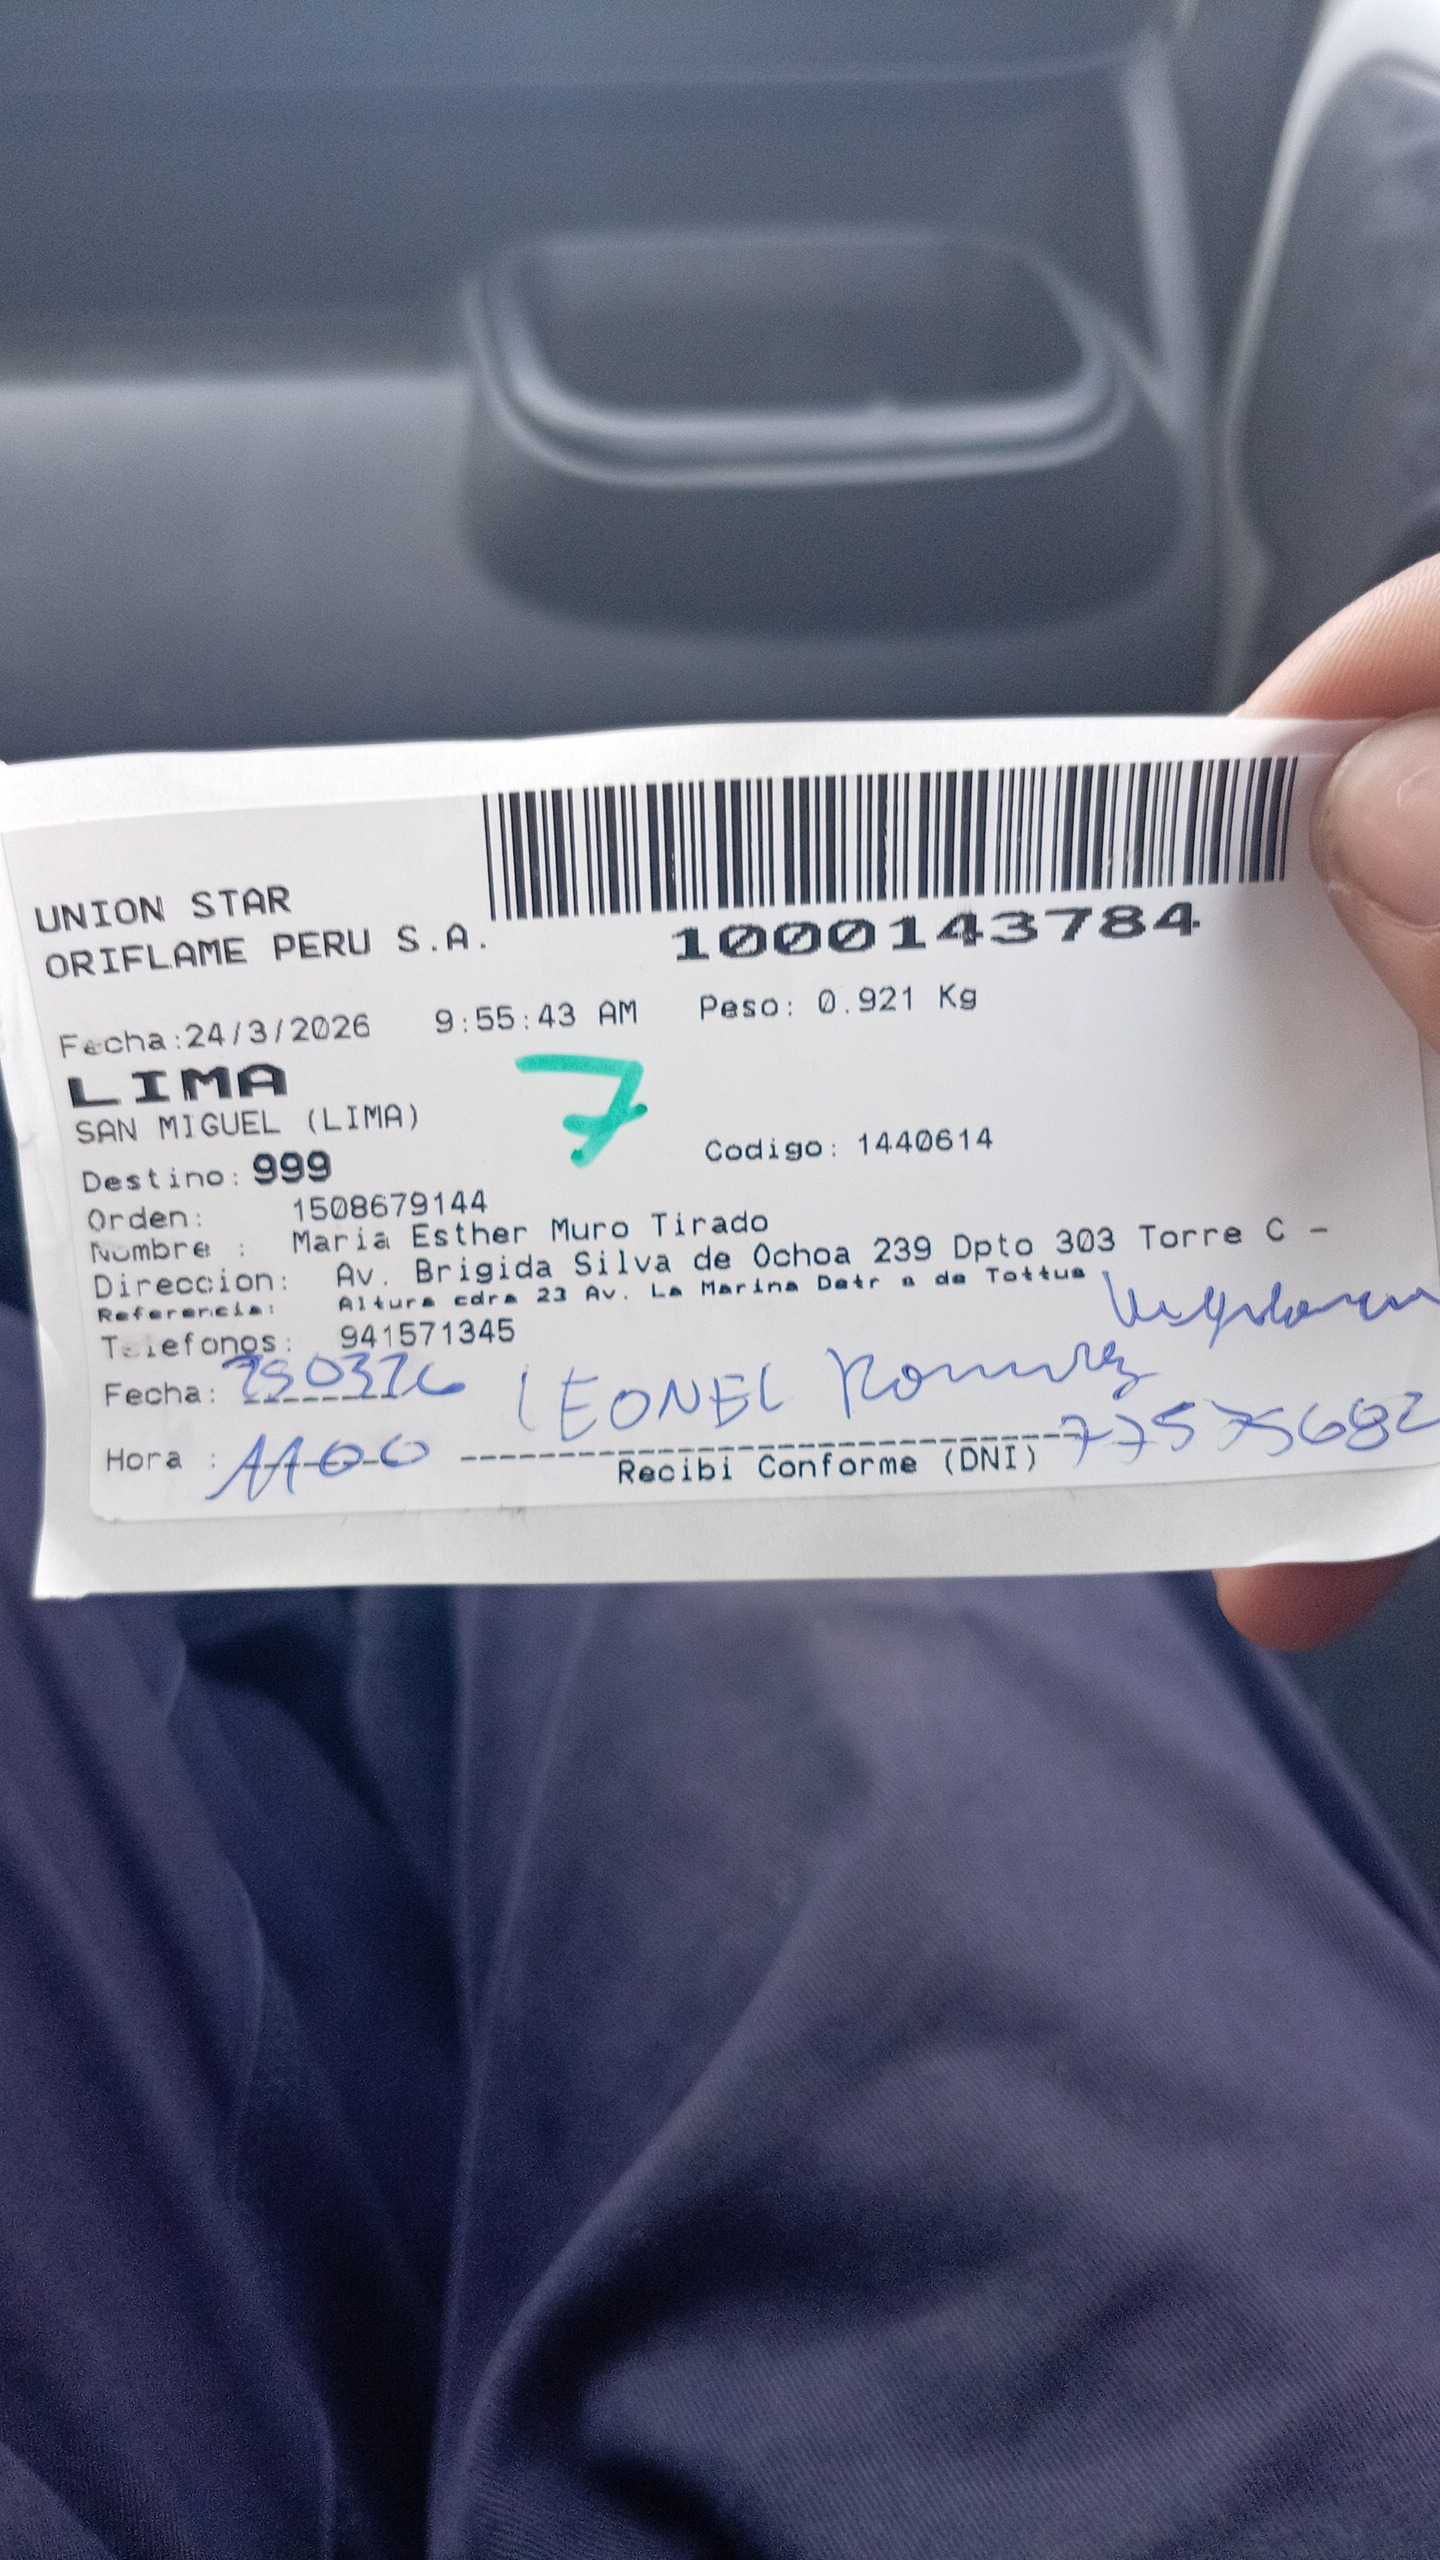 UNION STAR
ORIFLAME PERU S.A.
1000143784
Fecha:24/3/2026 9:55:43 AM Peso: 0.921 Kg
LIMA
7
SAN MIGUEL (LIMA)
Codigo: 1440614
Destino: 999
Orden: 1508679144
Nombre : Maria Esther Muro Tirado
Direccion: Av. Brigida Silva de Ochoa 239 Dpto 303 Torre C -
Referencia: Altura cdra 23 Av. La Marina Detr a de Tottus
Telefonos: 941571345
Fecha: 250326 LEONEL Ramirez
Hora : 1100 77575682
Recibi Conforme (DNI)